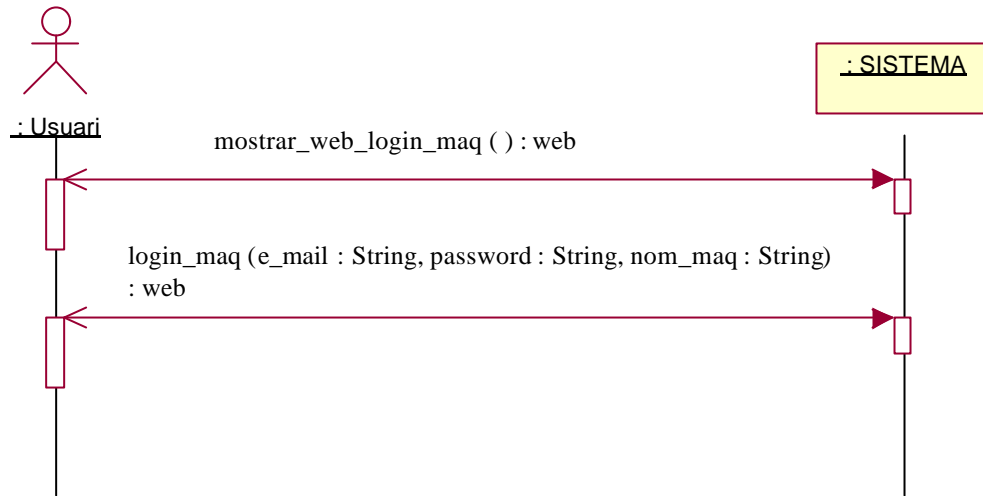 : SISTEMA
: Usuari
mostrar_web_login_maq ( ) : web
login_maq (e_mail : String, password : String, nom_maq : String)
: web